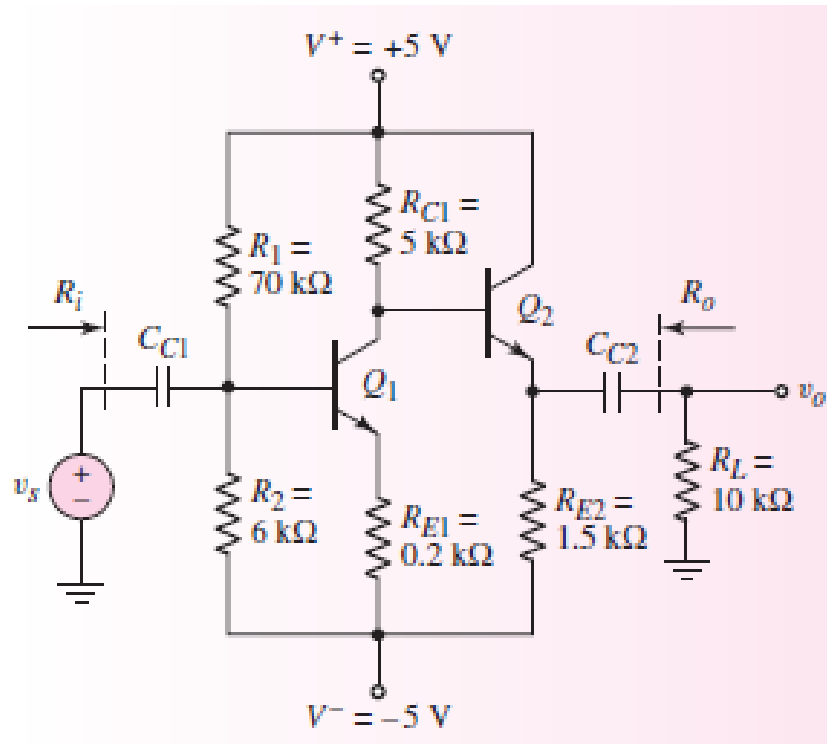 V⁺ = +5 V
R_C1 =
5 kΩ
R_1 =
70 kΩ
R_i
C_C1
Q_1
Q_2
C_C2
R_o
v_o
v_s
R_2 =
6 kΩ
R_E1 =
0.2 kΩ
R_E2 =
1.5 kΩ
R_L =
10 kΩ
V⁻ = −5 V